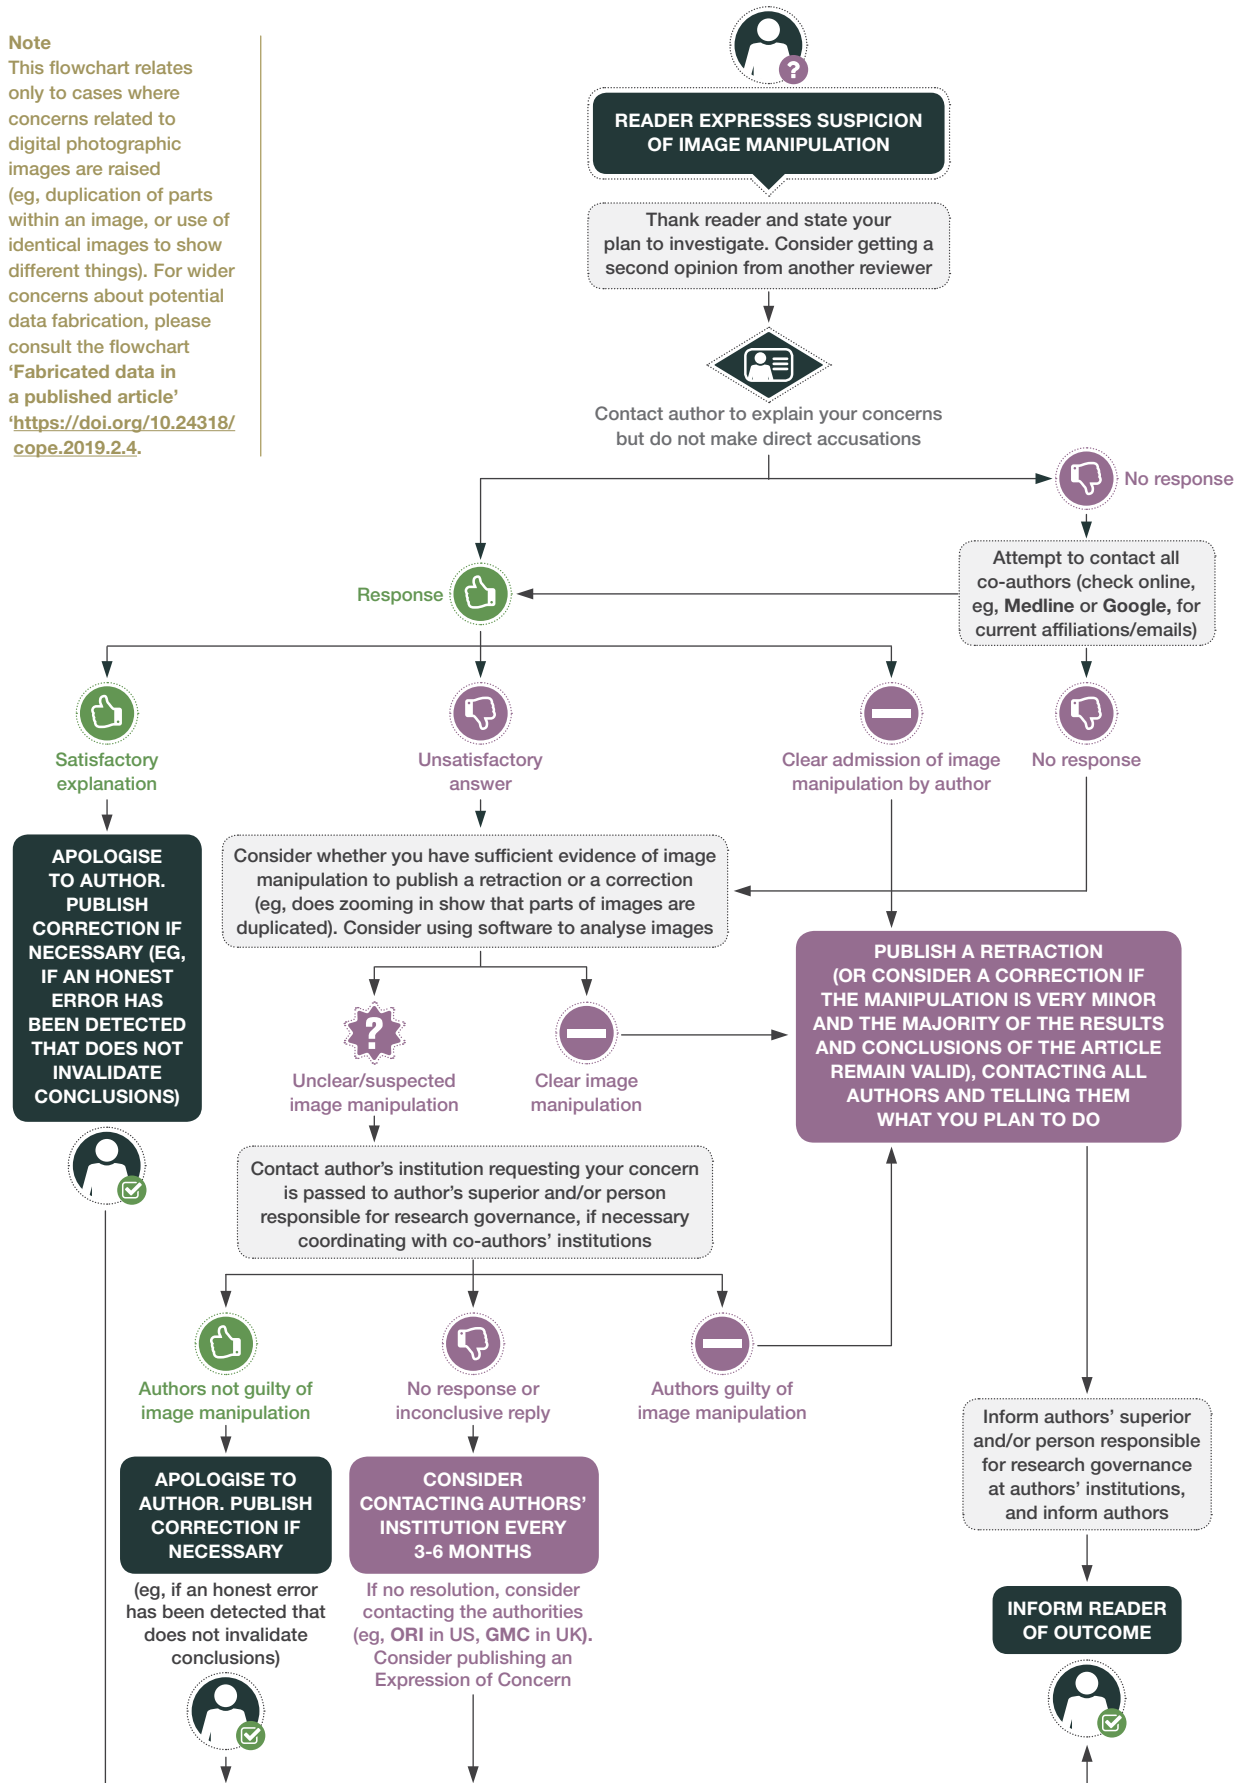 Note
This flowchart relates
only to cases where
concerns related to
digital photographic
images are raised
(eg, duplication of parts
within an image, or use of
identical images to show
different things). For wider
concerns about potential
data fabrication, please
consult the flowchart
‘Fabricated data in
a published article’
‘https://doi.org/10.24318/
cope.2019.2.4.
?
READER EXPRESSES SUSPICION
OF IMAGE MANIPULATION
Thank reader and state your
plan to investigate. Consider getting a
second opinion from another reviewer
Contact author to explain your concerns
but do not make direct accusations
No response
Attempt to contact all
co-authors (check online,
eg, Medline or Google, for
current affiliations/emails)
Response
Satisfactory
explanation
Unsatisfactory
answer
Clear admission of image
manipulation by author
No response
APOLOGISE
TO AUTHOR.
PUBLISH
CORRECTION IF
NECESSARY (EG,
IF AN HONEST
ERROR HAS
BEEN DETECTED
THAT DOES NOT
INVALIDATE
CONCLUSIONS)
Consider whether you have sufficient evidence of image
manipulation to publish a retraction or a correction
(eg, does zooming in show that parts of images are
duplicated). Consider using software to analyse images
PUBLISH A RETRACTION
(OR CONSIDER A CORRECTION IF
THE MANIPULATION IS VERY MINOR
AND THE MAJORITY OF THE RESULTS
AND CONCLUSIONS OF THE ARTICLE
REMAIN VALID), CONTACTING ALL
AUTHORS AND TELLING THEM
WHAT YOU PLAN TO DO
?
Unclear/suspected
image manipulation
Clear image
manipulation
Contact author’s institution requesting your concern
is passed to author’s superior and/or person
responsible for research governance, if necessary
coordinating with co-authors’ institutions
Authors not guilty of
image manipulation
No response or
inconclusive reply
Authors guilty of
image manipulation
APOLOGISE TO
AUTHOR. PUBLISH
CORRECTION IF
NECESSARY
(eg, if an honest error
has been detected that
does not invalidate
conclusions)
CONSIDER
CONTACTING AUTHORS’
INSTITUTION EVERY
3-6 MONTHS
If no resolution, consider
contacting the authorities
(eg, ORI in US, GMC in UK).
Consider publishing an
Expression of Concern
Inform authors’ superior
and/or person responsible
for research governance
at authors’ institutions,
and inform authors
INFORM READER
OF OUTCOME